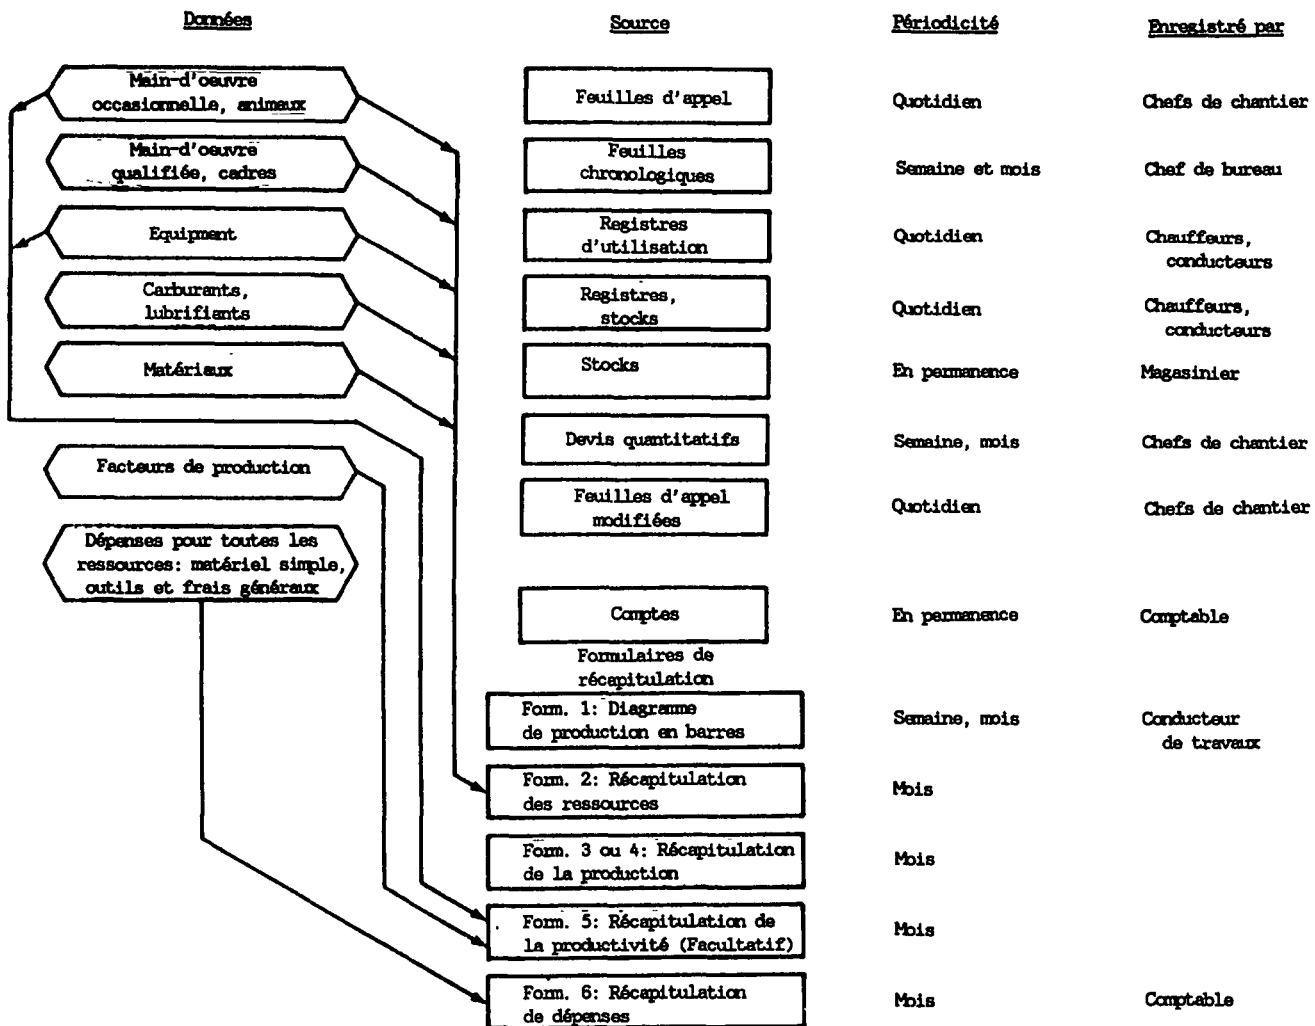 Données Source Périodicité Enregistré par
Main-d'oeuvre
occasionnelle, animaux
Feuilles d'appel
Quotidien
Chefs de chantier
Main-d'oeuvre
qualifiée, cadres
Feuilles
chronologiques
Semaine et mois
Chef de bureau
Equipment
Registres
d'utilisation
Quotidien
Chauffeurs,
conducteurs
Carburants,
lubrifiants
Registres,
stocks
Quotidien
Chauffeurs,
conducteurs
Matériaux
Stocks
En permanence
Magasinier
Devis quantitatifs
Semaine, mois
Chefs de chantier
Facteurs de production
Feuilles d'appel
modifiées
Quotidien
Chefs de chantier
Dépenses pour toutes les
ressources: matériel simple,
outils et frais généraux
Comptes
En permanence
Comptable
Formulaires de
récapitulation
Form. 1: Diagramme
de production en barres
Semaine, mois
Conducteur
de travaux
Form. 2: Récapitulation
des ressources
Mois
Form. 3 ou 4: Récapitulation
de la production
Mois
Form. 5: Récapitulation de
la productivité (Facultatif)
Mois
Form. 6: Récapitulation
de dépenses
Mois
Comptable